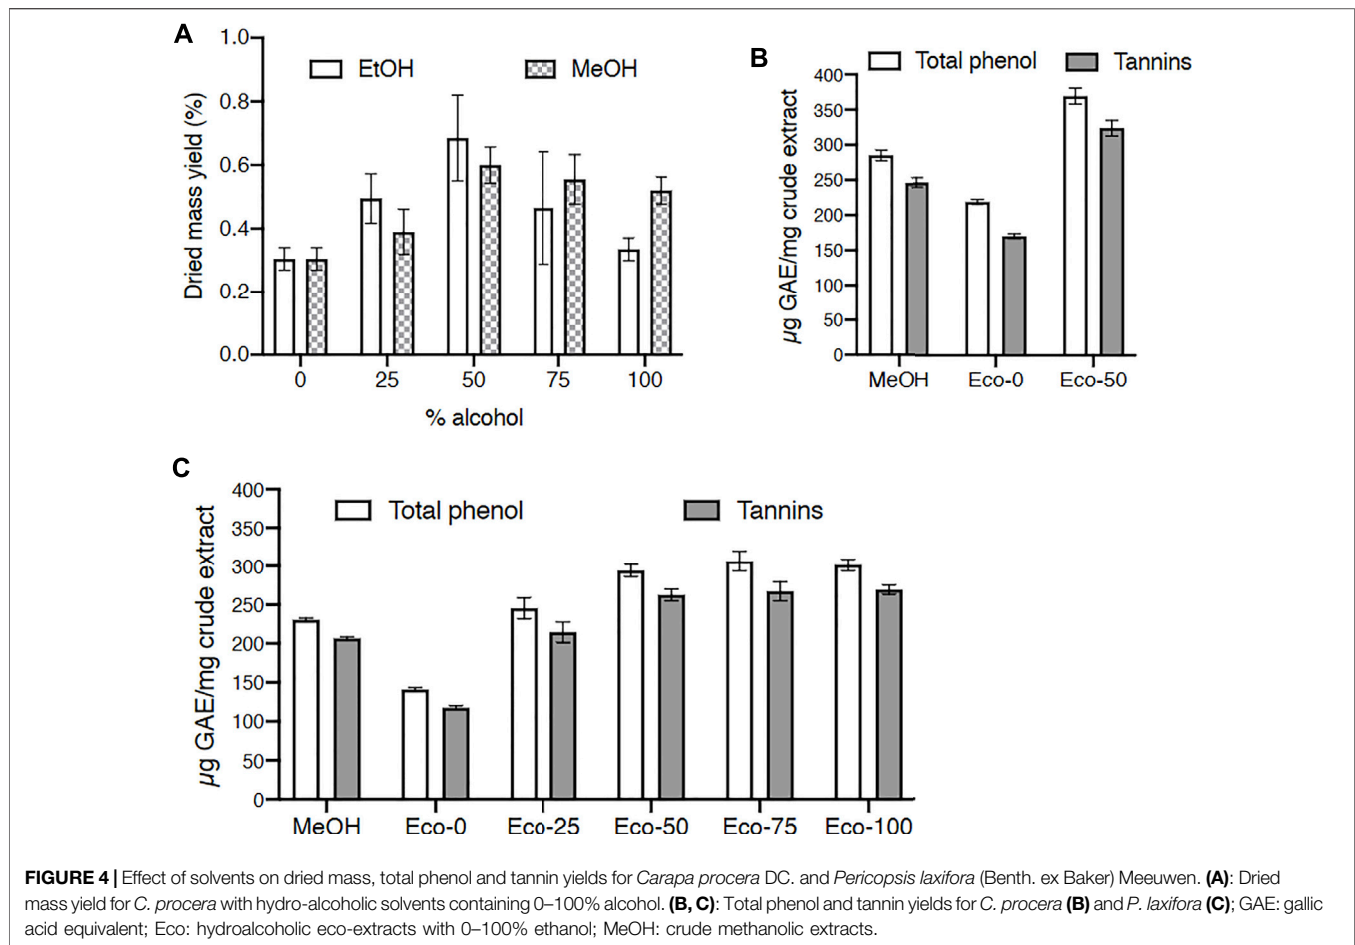 A
1.0
0.8
0.6
0.4
0.2
0.0
Dried mass yield (%)
EtOH
MeOH
0
25
50
75
100
% alcohol
B
Total phenol
Tannins
400
350
300
250
200
150
100
50
0
µg GAE/mg crude extract
MeOH
Eco-0
Eco-50
C
Total phenol
Tannins
400
350
300
250
200
150
100
50
0
µg GAE/mg crude extract
MeOH
Eco-0
Eco-25
Eco-50
Eco-75
Eco-100
FIGURE 4 | Effect of solvents on dried mass, total phenol and tannin yields for Carapa procera DC. and Pericopsis laxifora (Benth. ex Baker) Meeuwen. (A): Dried
mass yield for C. procera with hydro-alcoholic solvents containing 0–100% alcohol. (B, C): Total phenol and tannin yields for C. procera (B) and P. laxifora (C); GAE: gallic
acid equivalent; Eco: hydroalcoholic eco-extracts with 0–100% ethanol; MeOH: crude methanolic extracts.